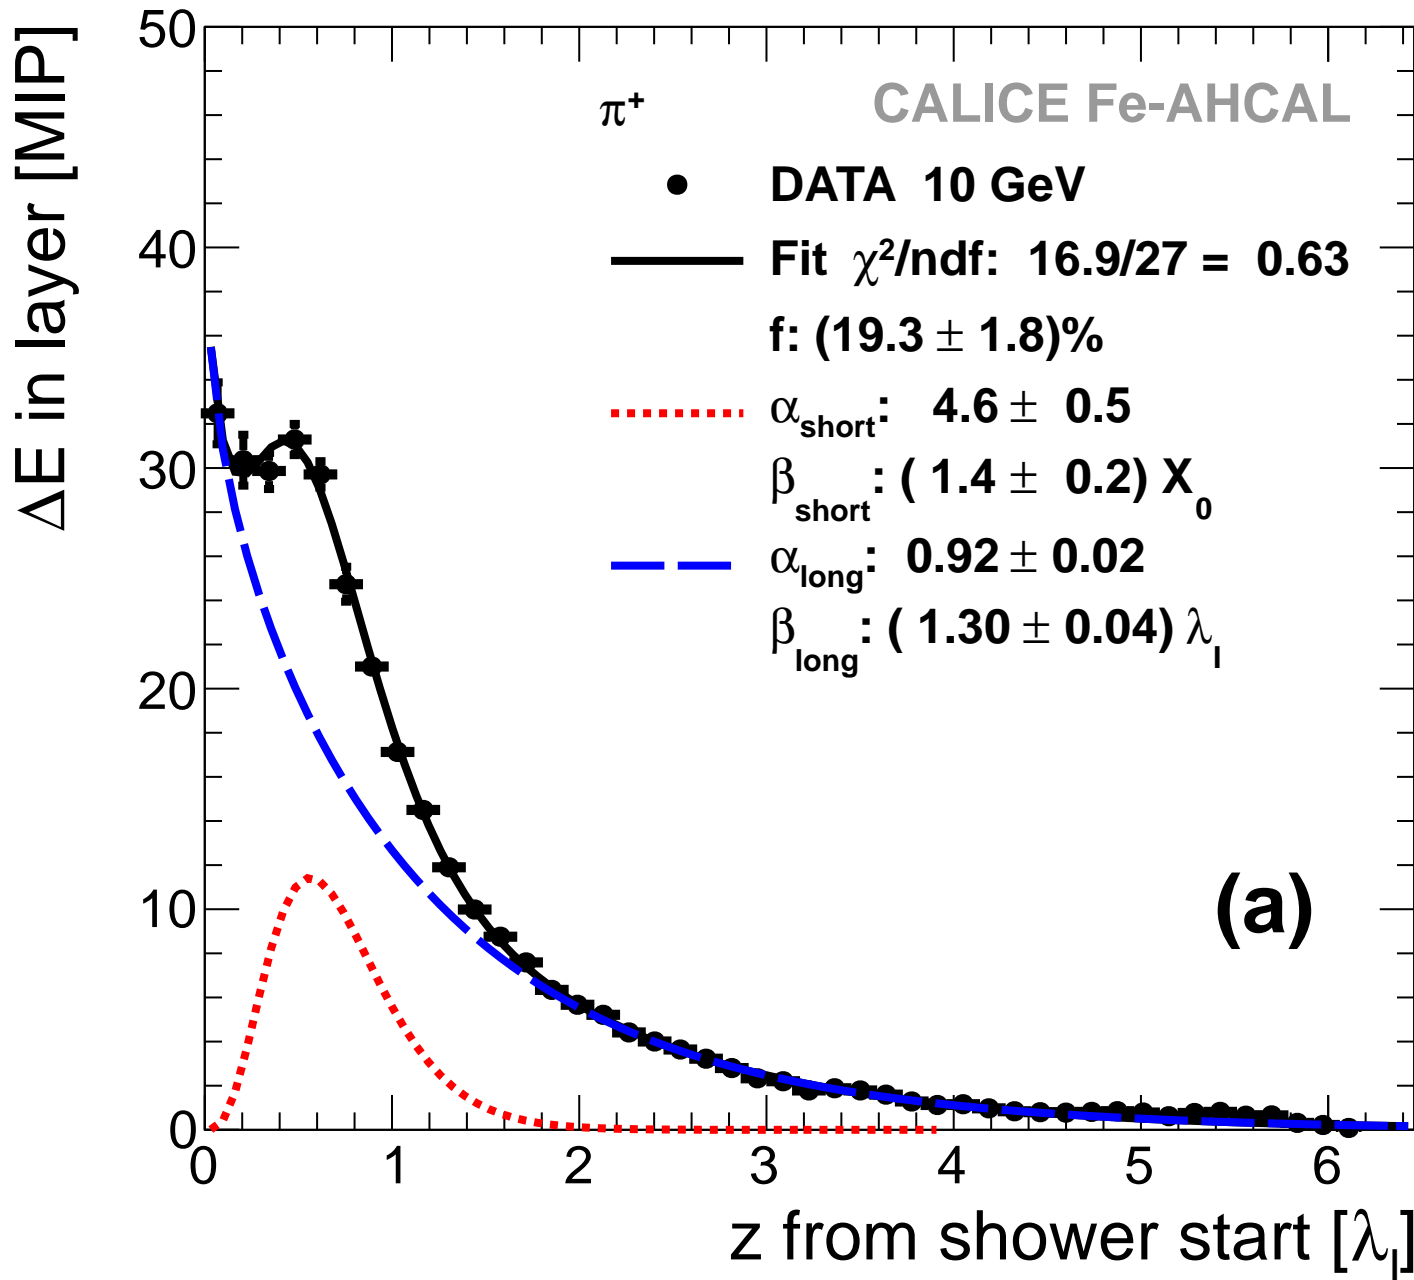 50
40
30
20
10
0
0 1 2 3 4 5 6
ΔE in layer [MIP]
z from shower start [λ_I]
π⁺ CALICE Fe-AHCAL
DATA 10 GeV
Fit χ²/ndf: 16.9/27 = 0.63
f: (19.3 ± 1.8)%
α_short: 4.6 ± 0.5
β_short: ( 1.4 ± 0.2) X_0
α_long: 0.92 ± 0.02
β_long: ( 1.30 ± 0.04) λ_I
(a)